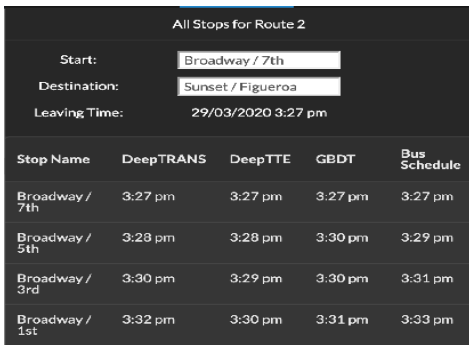 All Stops for Route 2
Start: Broadway / 7th
Destination: Sunset / Figueroa
Leaving Time: 29/03/2020 3:27 pm
Stop Name DeepTRANS DeepTTE GBDT Bus Schedule
Broadway / 7th 3:27 pm 3:27 pm 3:27 pm 3:27 pm
Broadway / 5th 3:28 pm 3:28 pm 3:30 pm 3:29 pm
Broadway / 3rd 3:30 pm 3:29 pm 3:30 pm 3:31 pm
Broadway / 1st 3:32 pm 3:30 pm 3:31 pm 3:33 pm